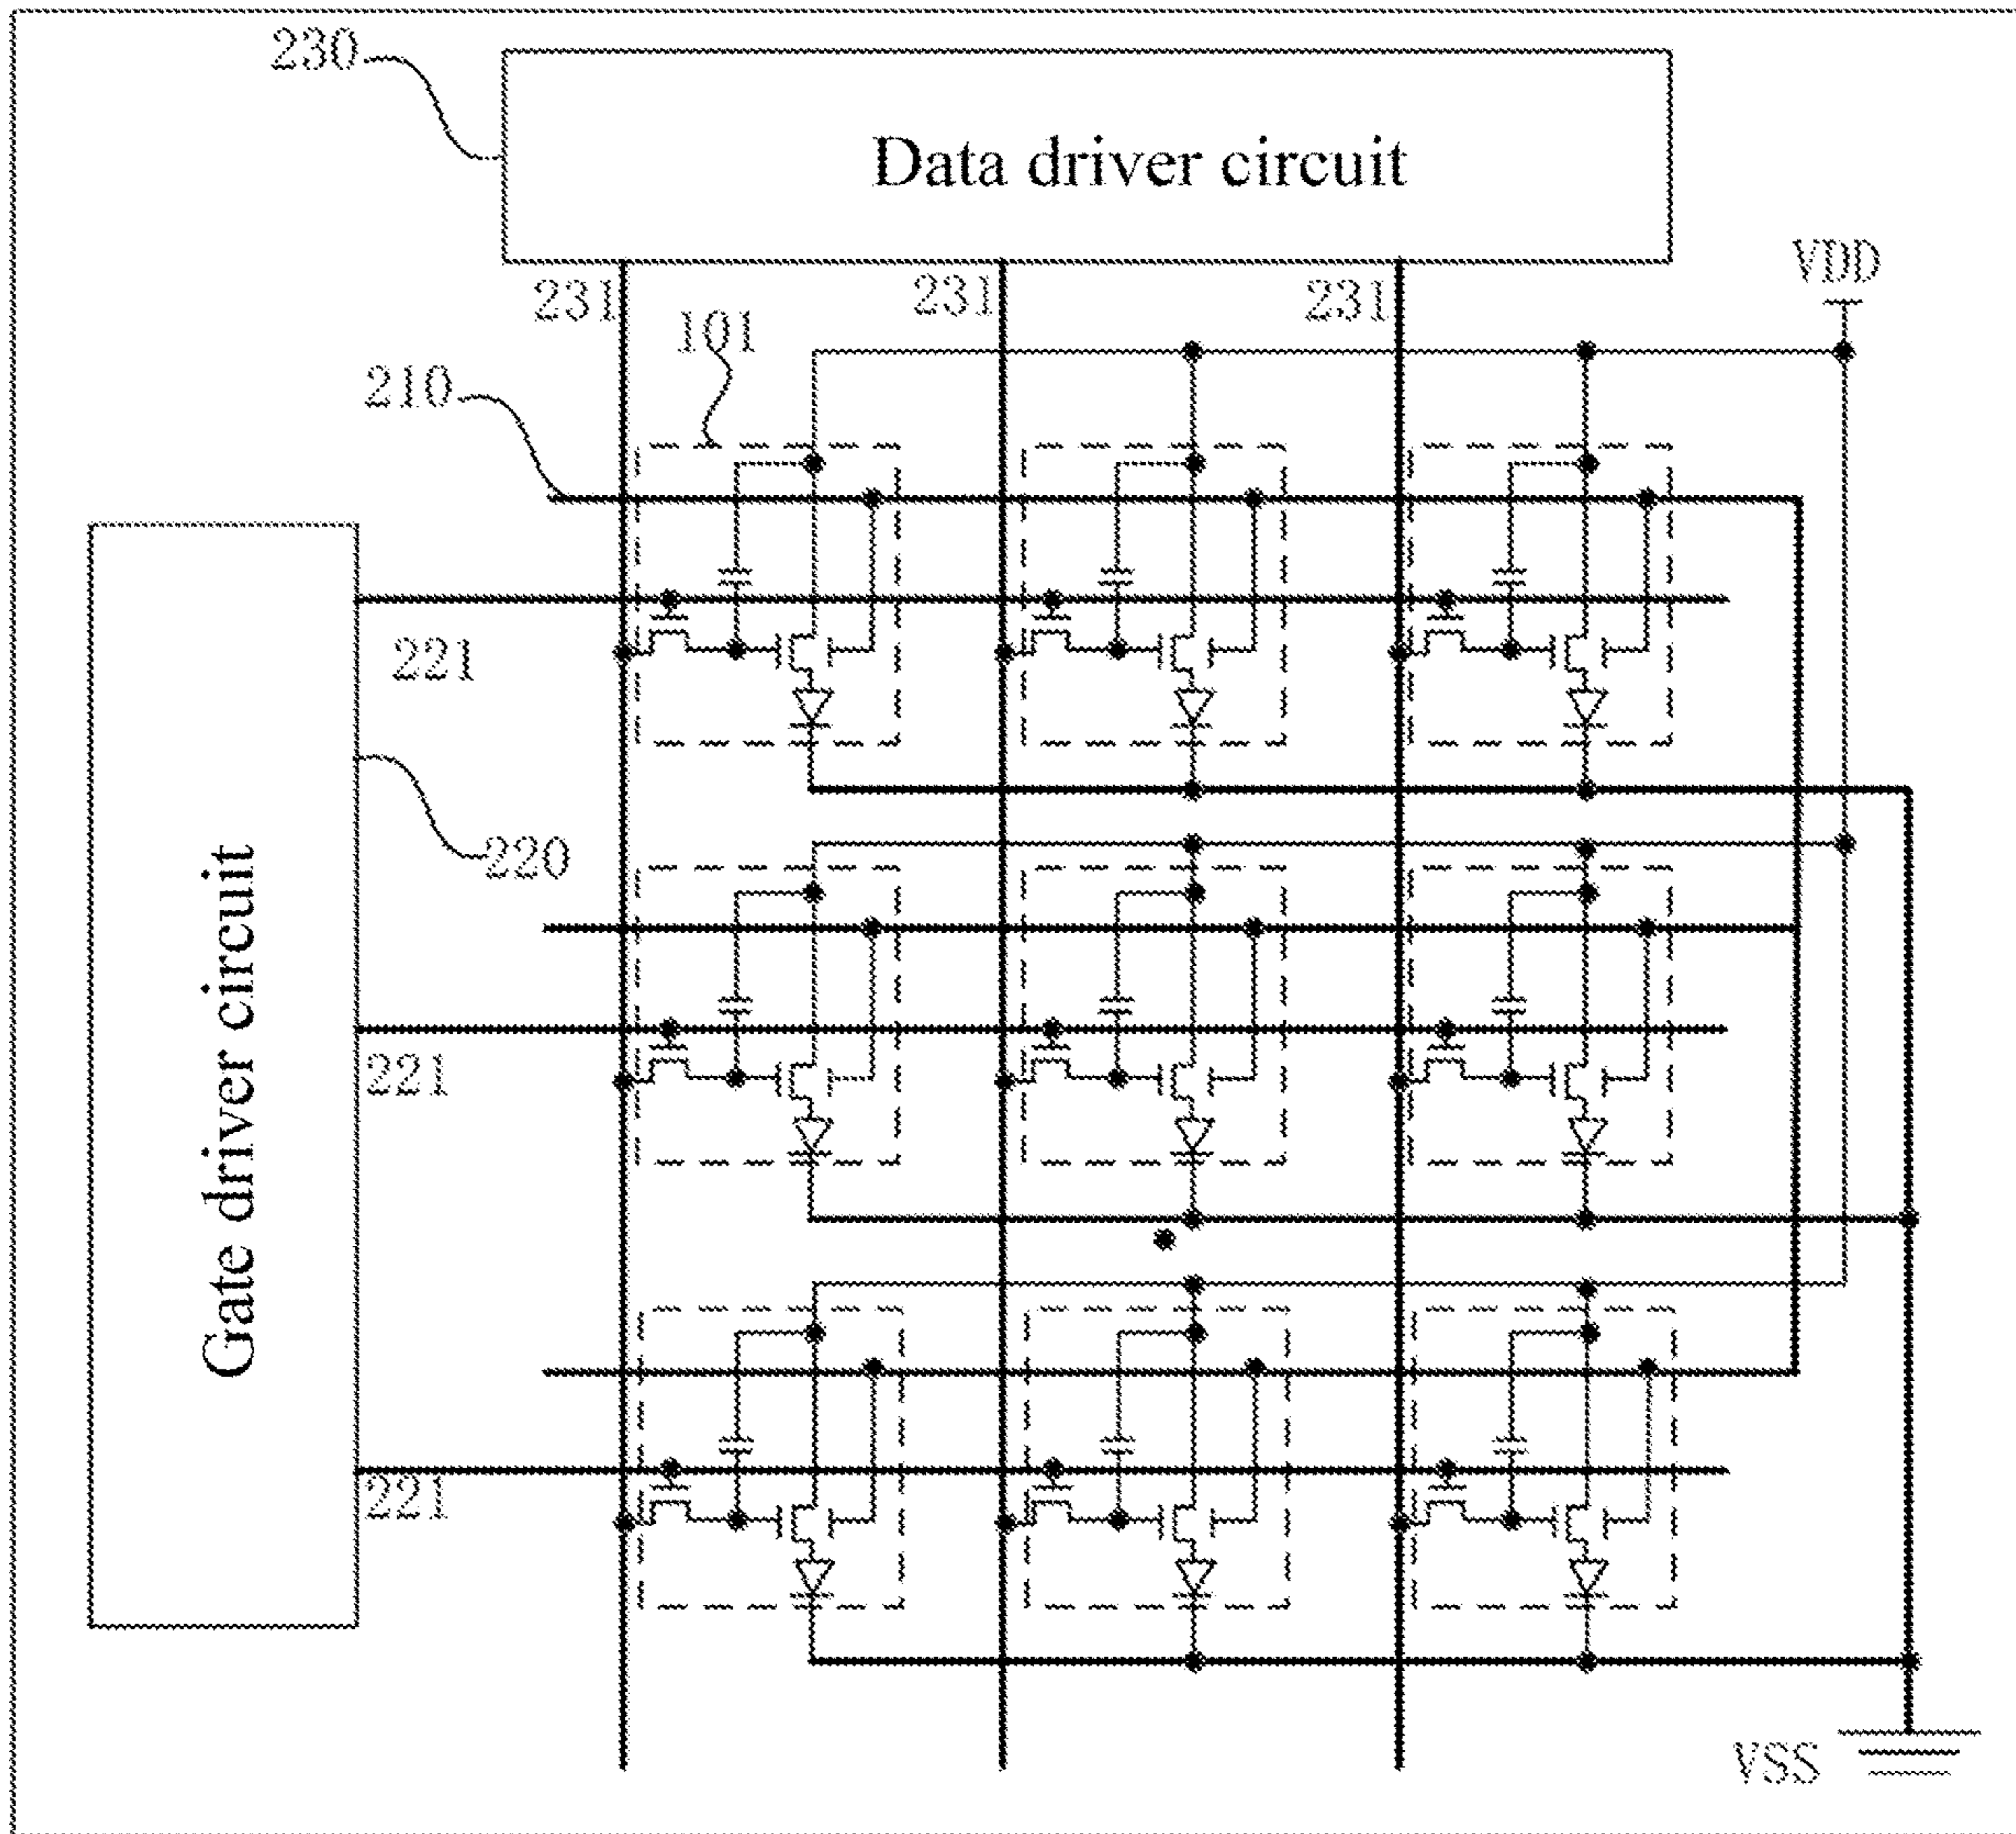 230
Data driver circuit
VDD
231
231
231
101
210
221
220
Gate driver circuit
221
221
VSS